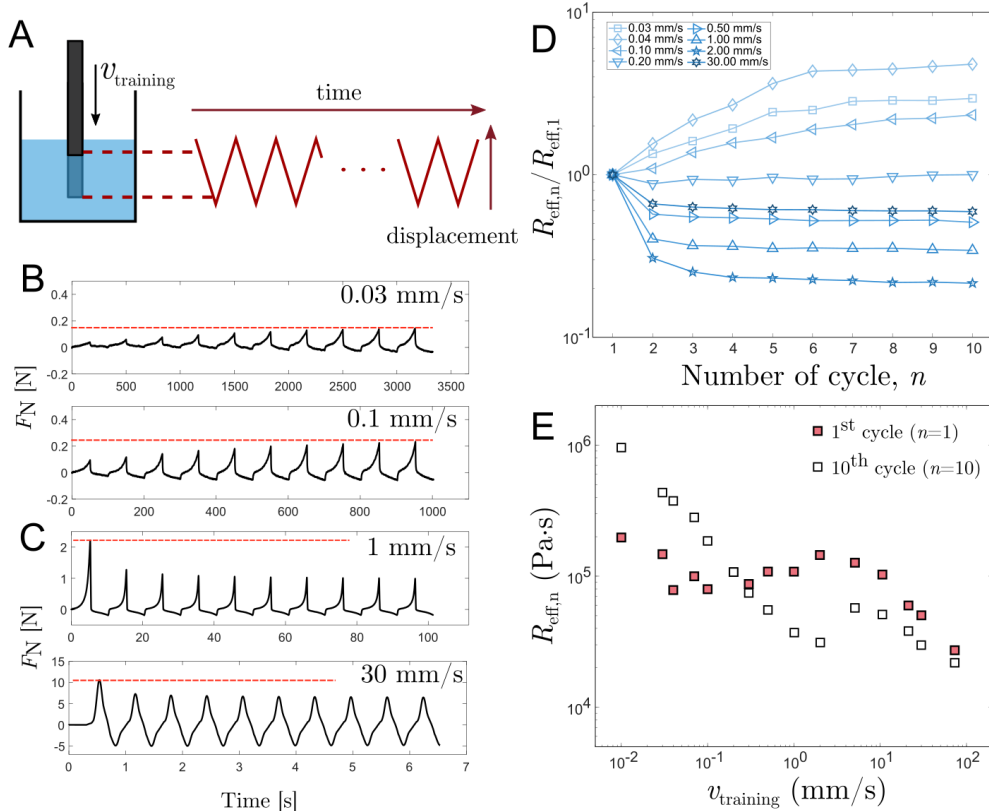 A
v_training
time
. . .
displacement
B
0.03 mm/s
0.4
0.2
0
-0.2
0 500 1000 1500 2000 2500 3000 3500
F_N [N]
0.1 mm/s
0.4
0.2
0
-0.2
0 200 400 600 800 1000
C
1 mm/s
2
1
0
0 20 40 60 80 100
F_N [N]
30 mm/s
15
10
5
0
-5
0 1 2 3 4 5 6 7
Time [s]
D
10^1
10^0
10^-1
R_eff,n/R_eff,1
0.03 mm/s 0.50 mm/s
0.04 mm/s 1.00 mm/s
0.10 mm/s 2.00 mm/s
0.20 mm/s 30.00 mm/s
1 2 3 4 5 6 7 8 9 10
Number of cycle, n
E
1^st cycle (n=1)
10^th cycle (n=10)
10^6
10^5
10^4
R_eff,n (Pa·s)
10^-2 10^-1 10^0 10^1 10^2
v_training (mm/s)